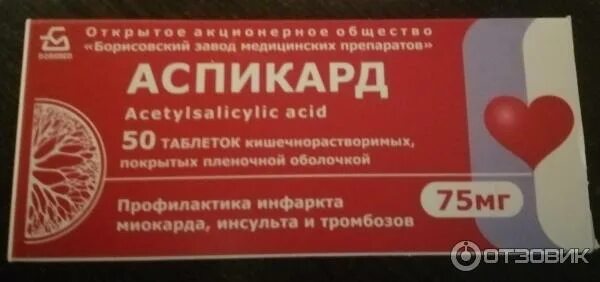 Открытое акционерное общество
«Борисовский завод медицинских препаратов»
АСПИКАРД
Acetylsalicylic acid
50 ТАБЛЕТОК кишечнорастворимых,
покрытых пленочной оболочкой
Профилактика инфаркта
миокарда, инсульта и тромбозов
75мг
ОТЗОВИК